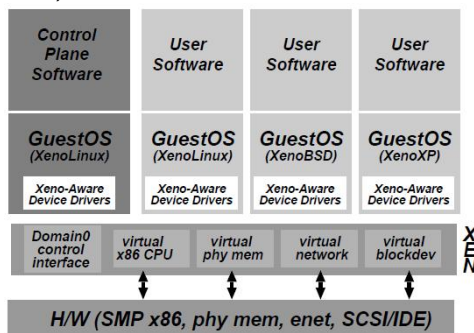 Control
Plane
Software
User
Software
User
Software
User
Software
GuestOS
(XenoLinux)
Xeno-Aware
Device Drivers
GuestOS
(XenoLinux)
Xeno-Aware
Device Drivers
GuestOS
(XenoBSD)
Xeno-Aware
Device Drivers
GuestOS
(XenoXP)
Xeno-Aware
Device Drivers
Domain0
control
interface
virtual
x86 CPU
virtual
phy mem
virtual
network
virtual
blockdev
X
E
N
H/W (SMP x86, phy mem, enet, SCSI/IDE)